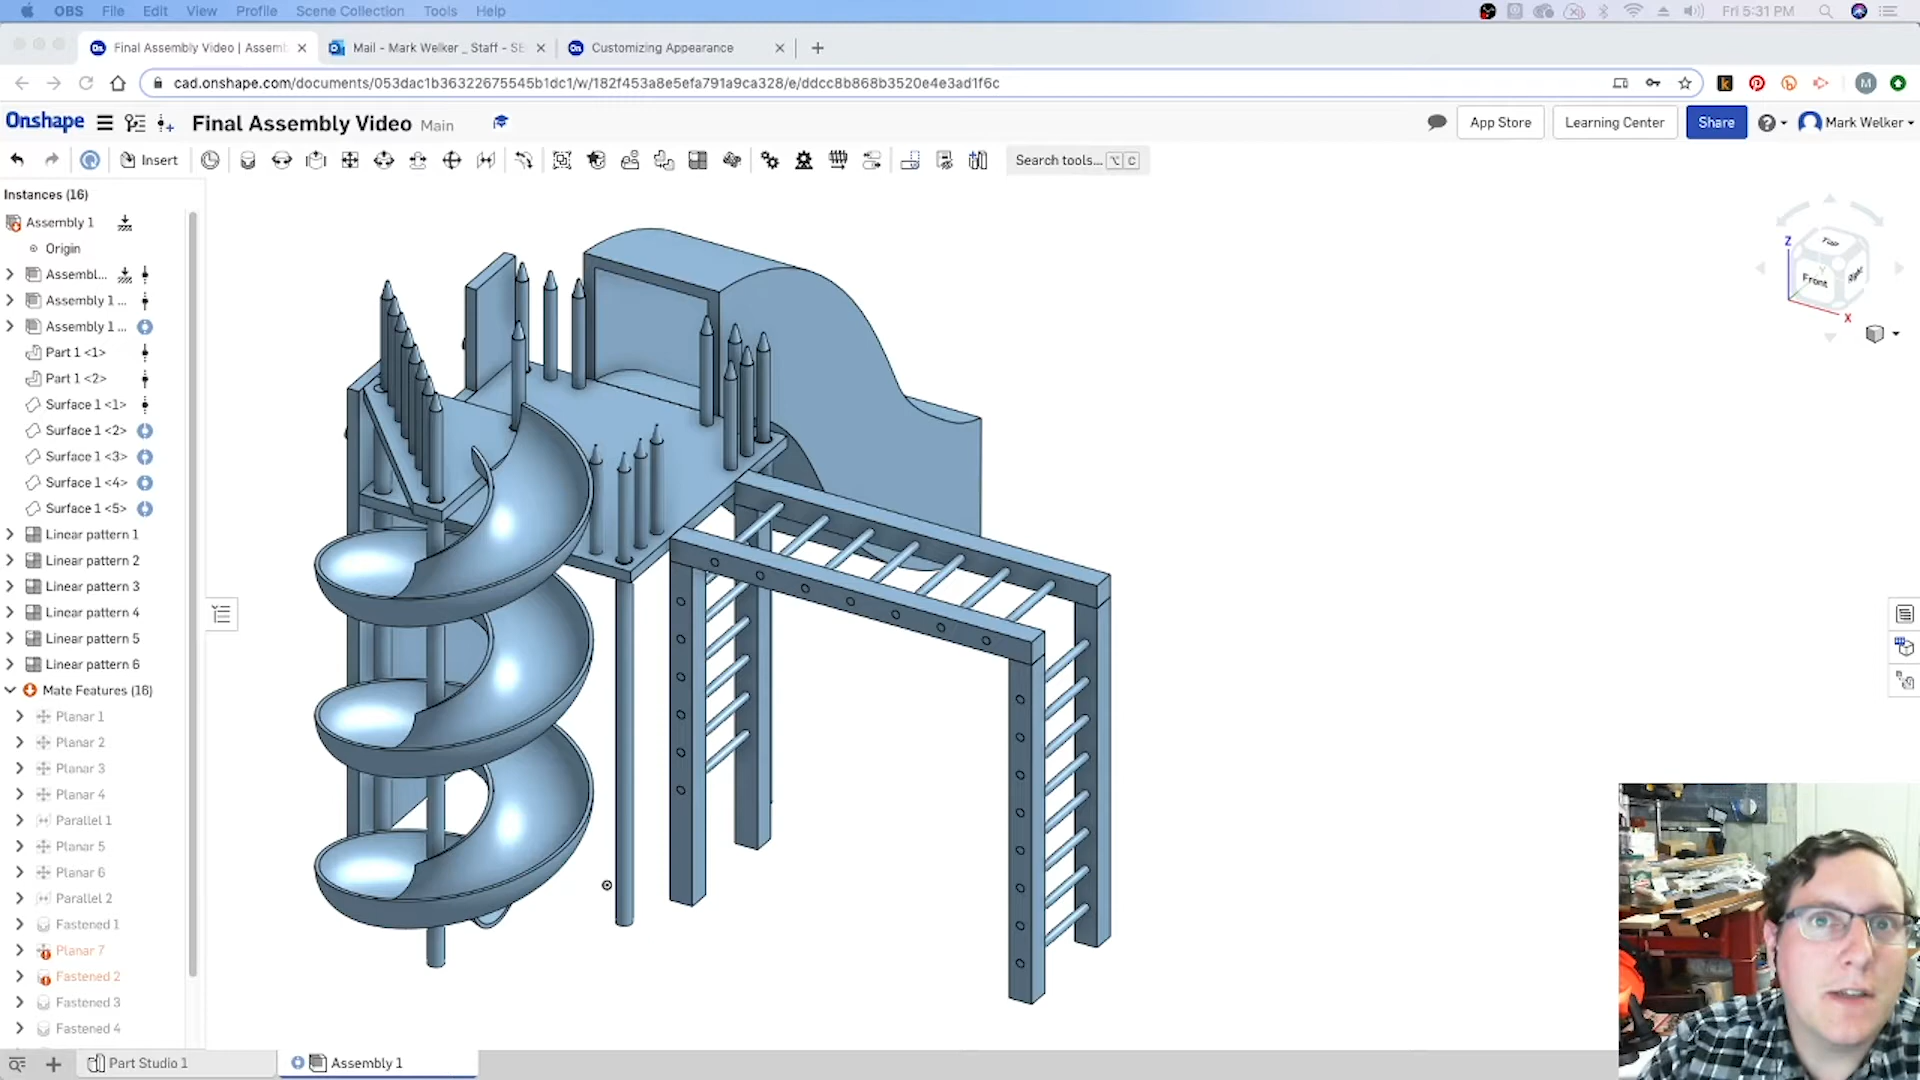 OBS File Edit View Profile Scene Collection Tools Help Fri 5:31 PM
Final Assembly Video | Assemb
Mail - Mark Welker _ Staff - SE
Customizing Appearance
cad.onshape.com/documents/053dac1b36322675545b1dc1/w/182f453a8e5efa791a9ca328/e/ddcc8b868b3520e4e3ad1f6c
k
M
Onshape Final Assembly Video Main App Store Learning Center Share Mark Welker
Insert Search tools... ⌥ C
Instances (16)
Assembly 1
Origin
Assembl...
Assembly 1 ...
Assembly 1 ...
Part 1 <1>
Part 1 <2>
Surface 1 <1>
Surface 1 <2>
Surface 1 <3>
Surface 1 <4>
Surface 1 <5>
Linear pattern 1
Linear pattern 2
Linear pattern 3
Linear pattern 4
Linear pattern 5
Linear pattern 6
Mate Features (16)
Planar 1
Planar 2
Planar 3
Planar 4
Parallel 1
Planar 5
Planar 6
Parallel 2
Fastened 1
Planar 7
Fastened 2
Fastened 3
Fastened 4
Z
Top
Y
Front Right
X
Part Studio 1
Assembly 1